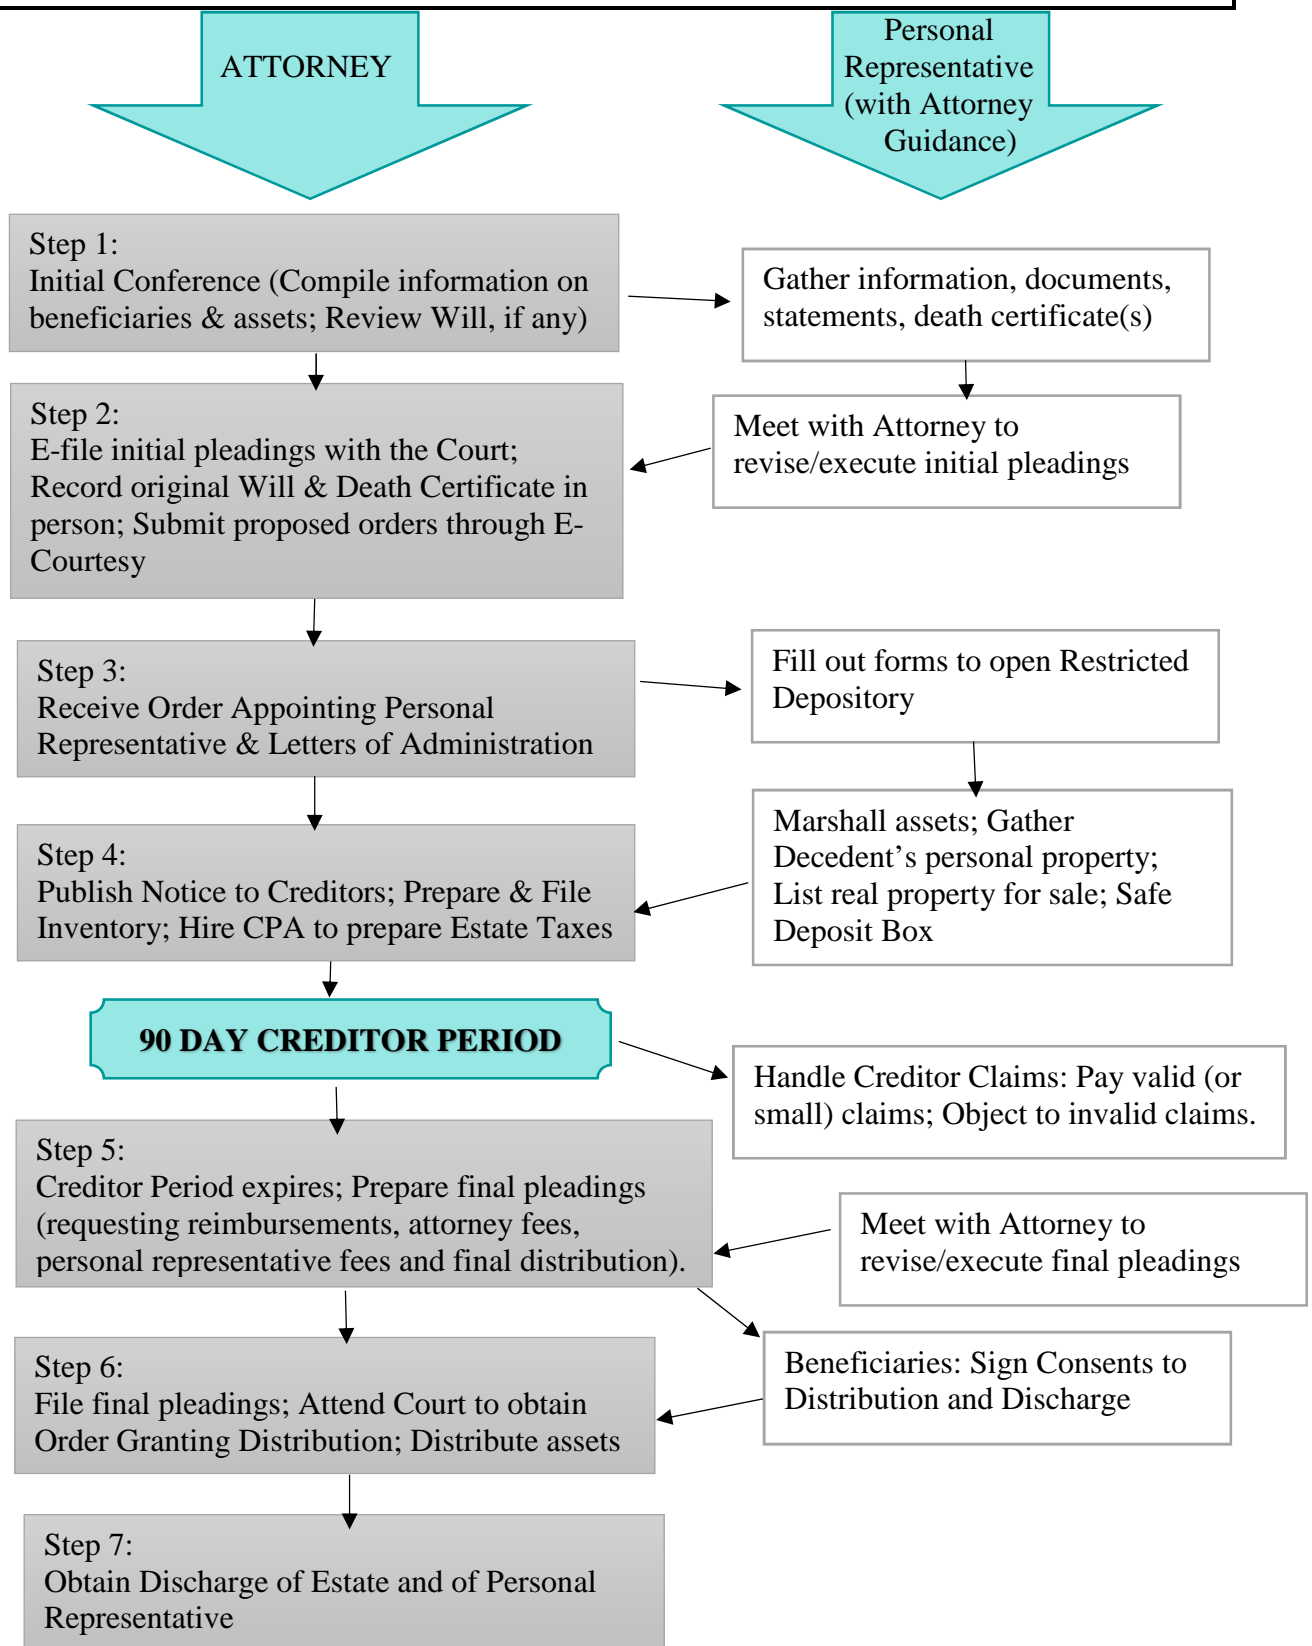 ATTORNEY
Personal
Representative
(with Attorney
Guidance)
Step 1:
Initial Conference (Compile information on
beneficiaries & assets; Review Will, if any)
Gather information, documents,
statements, death certificate(s)
Step 2:
E-file initial pleadings with the Court;
Record original Will & Death Certificate in
person; Submit proposed orders through E-
Courtesy
Meet with Attorney to
revise/execute initial pleadings
Step 3:
Receive Order Appointing Personal
Representative & Letters of Administration
Fill out forms to open Restricted
Depository
Step 4:
Publish Notice to Creditors; Prepare & File
Inventory; Hire CPA to prepare Estate Taxes
Marshall assets; Gather
Decedent’s personal property;
List real property for sale; Safe
Deposit Box
90 DAY CREDITOR PERIOD
Handle Creditor Claims: Pay valid (or
small) claims; Object to invalid claims.
Step 5:
Creditor Period expires; Prepare final pleadings
(requesting reimbursements, attorney fees,
personal representative fees and final distribution).
Meet with Attorney to
revise/execute final pleadings
Step 6:
File final pleadings; Attend Court to obtain
Order Granting Distribution; Distribute assets
Beneficiaries: Sign Consents to
Distribution and Discharge
Step 7:
Obtain Discharge of Estate and of Personal
Representative